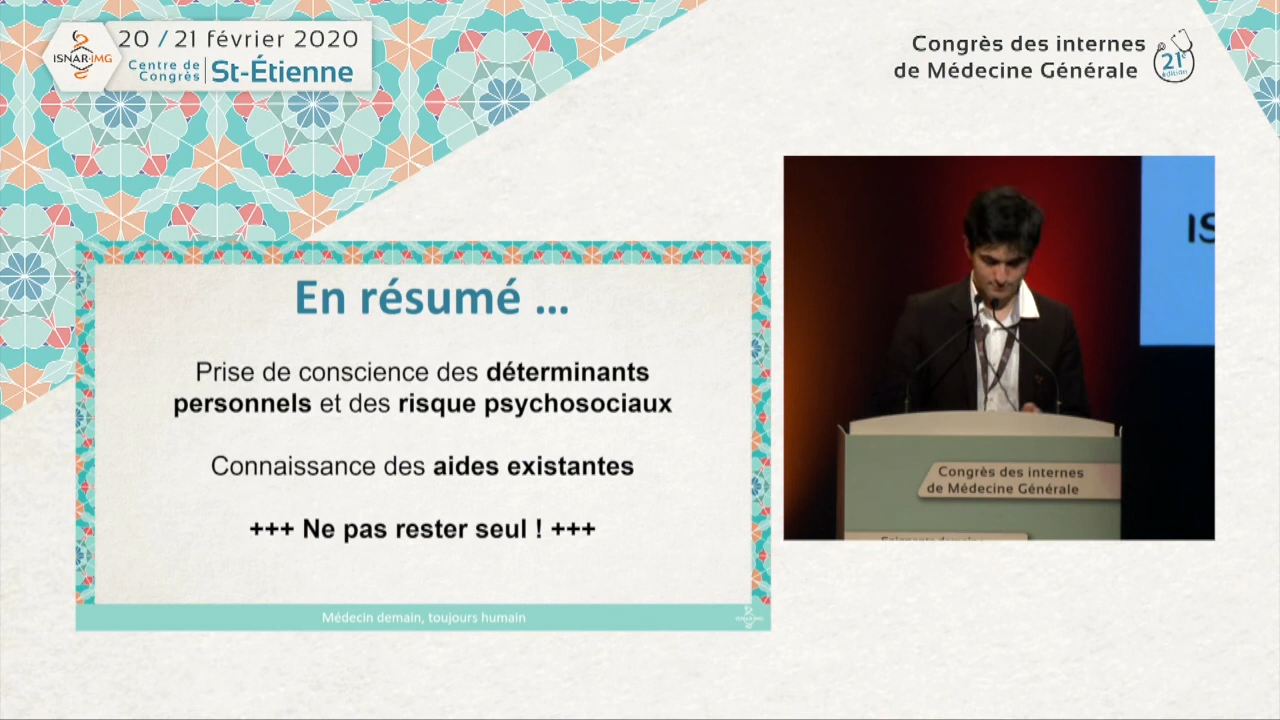 ISNAR-IMG
20 / 21 février 2020
Centre de
Congrès
St-Étienne
Congrès des internes
de Médecine Générale
21e
édition
En résumé ...
Prise de conscience des déterminants
personnels et des risque psychosociaux
Connaissance des aides existantes
+++ Ne pas rester seul ! +++
Médecin demain, toujours humain
IS
Congrès des internes
de Médecine Générale